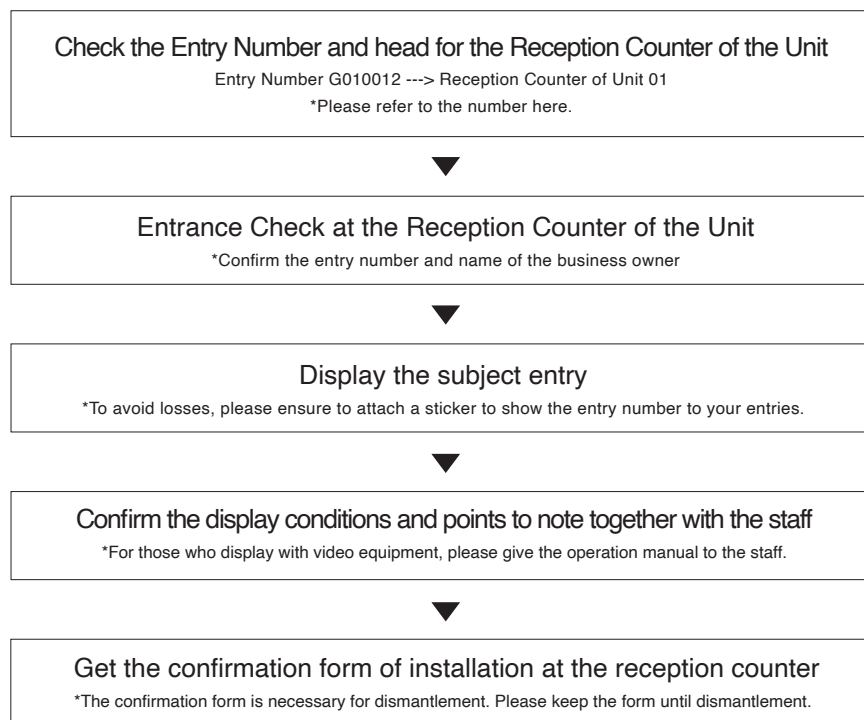 Check the Entry Number and head for the Reception Counter of the Unit
Entry Number G010012 ---> Reception Counter of Unit 01
*Please refer to the number here.
Entrance Check at the Reception Counter of the Unit
*Confirm the entry number and name of the business owner
Display the subject entry
*To avoid losses, please ensure to attach a sticker to show the entry number to your entries.
Confirm the display conditions and points to note together with the staff
*For those who display with video equipment, please give the operation manual to the staff.
Get the confirmation form of installation at the reception counter
*The confirmation form is necessary for dismantlement. Please keep the form until dismantlement.